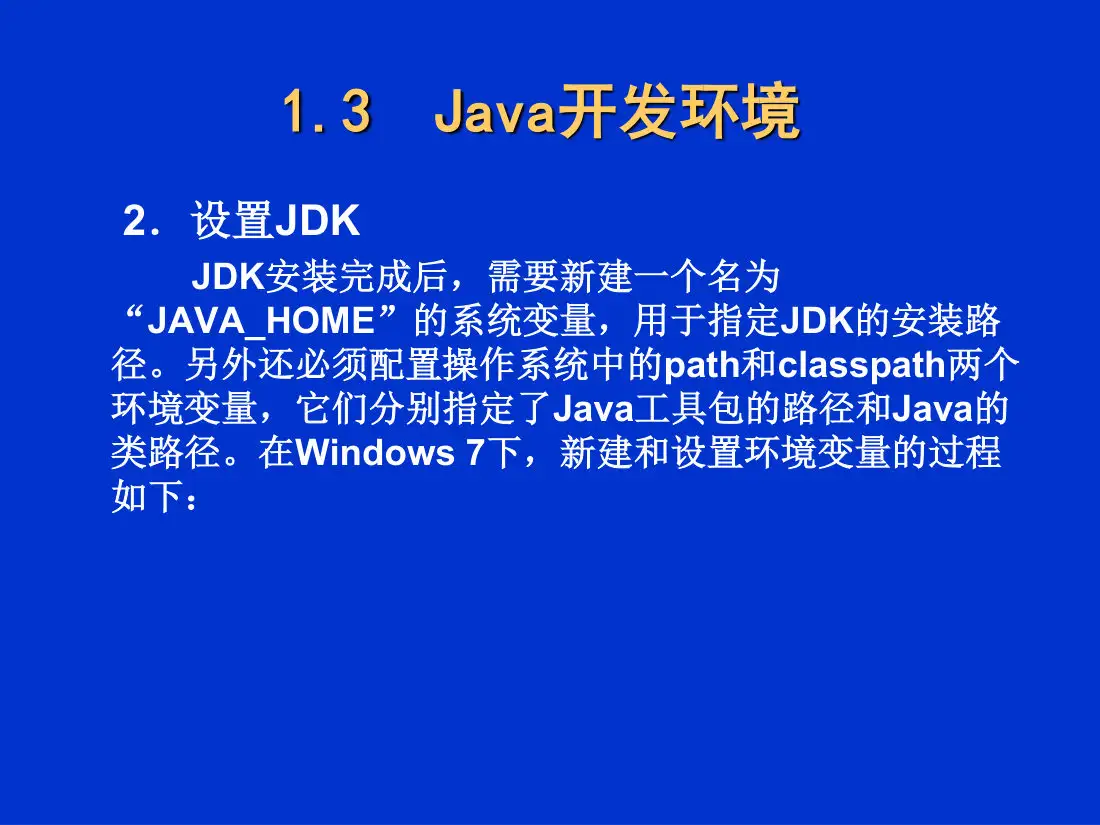 1.3 Java开发环境
2．设置JDK
JDK安装完成后，需要新建一个名为
“JAVA_HOME”的系统变量，用于指定JDK的安装路
径。另外还必须配置操作系统中的path和classpath两个
环境变量，它们分别指定了Java工具包的路径和Java的
类路径。在Windows 7下，新建和设置环境变量的过程
如下：